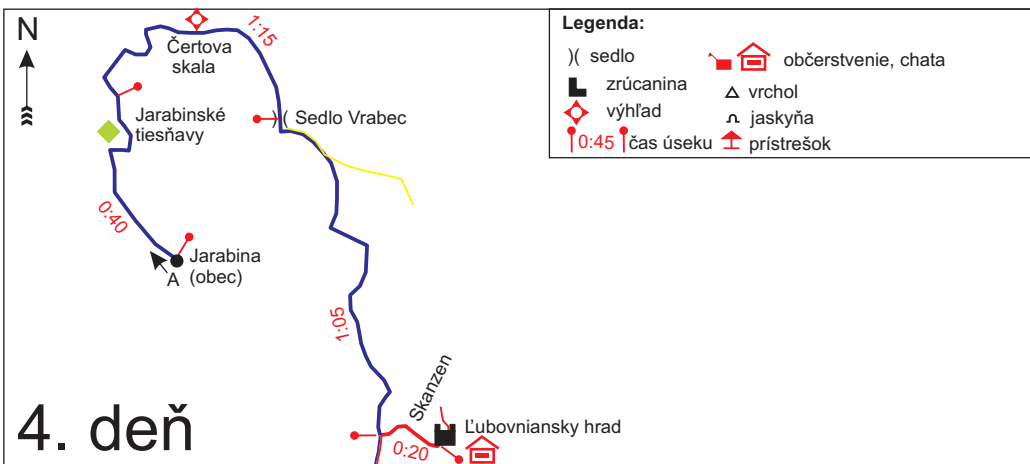 N
1:15
Čertova
skala
Jarabinské
tiesňavy
)( Sedlo Vrabec
0:40
Jarabina
(obec)
A
1:05
Skanzen
Ľubovniansky hrad
0:20
4. deň
Legenda:
)( sedlo
občerstvenie, chata
zrúcanina
vrchol
výhľad
jaskyňa
0:45 čas úseku
prístrešok